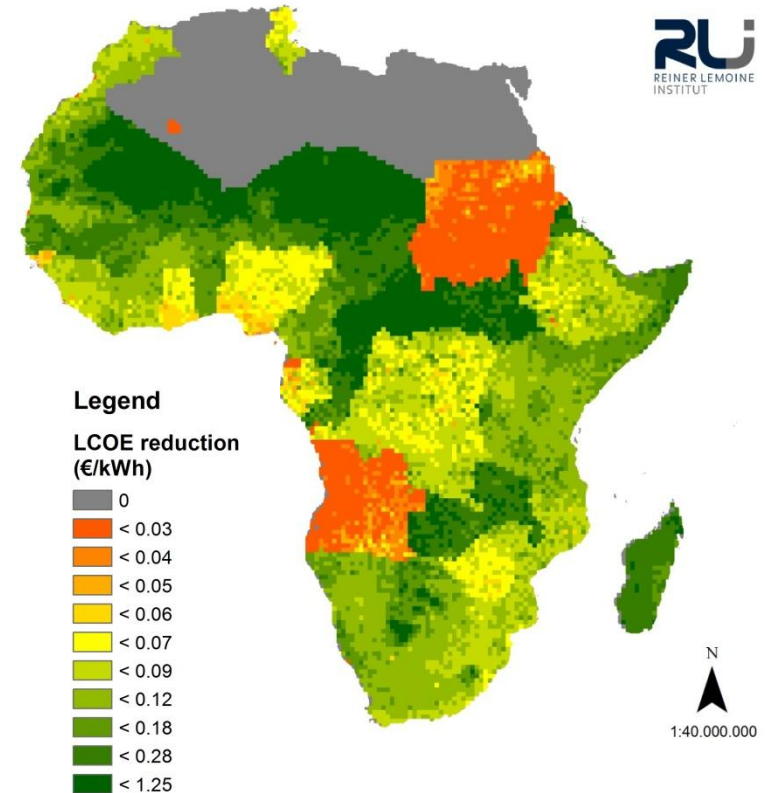 RLI
REINER LEMOINE
INSTITUT
Legend
LCOE reduction
(€/kWh)
0
< 0.03
< 0.04
< 0.05
< 0.06
< 0.07
< 0.09
< 0.12
< 0.18
< 0.28
< 1.25
N
1:40.000.000